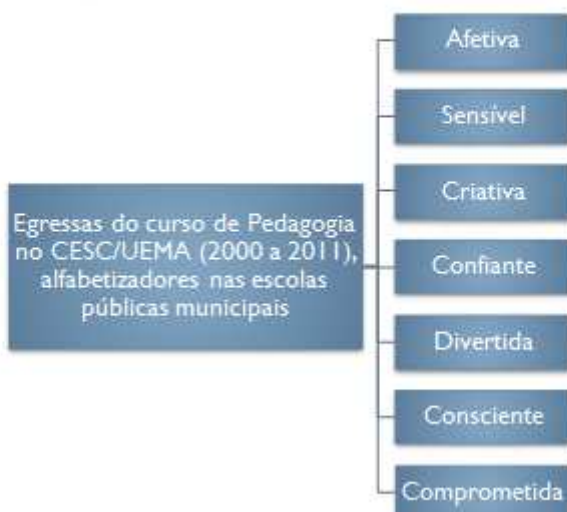 Egressas do curso de Pedagogia
no CESC/UEMA (2000 a 2011),
alfabetizadores nas escolas
públicas municipais
Afetiva
Sensível
Criativa
Confiante
Divertida
Consciente
Comprometida